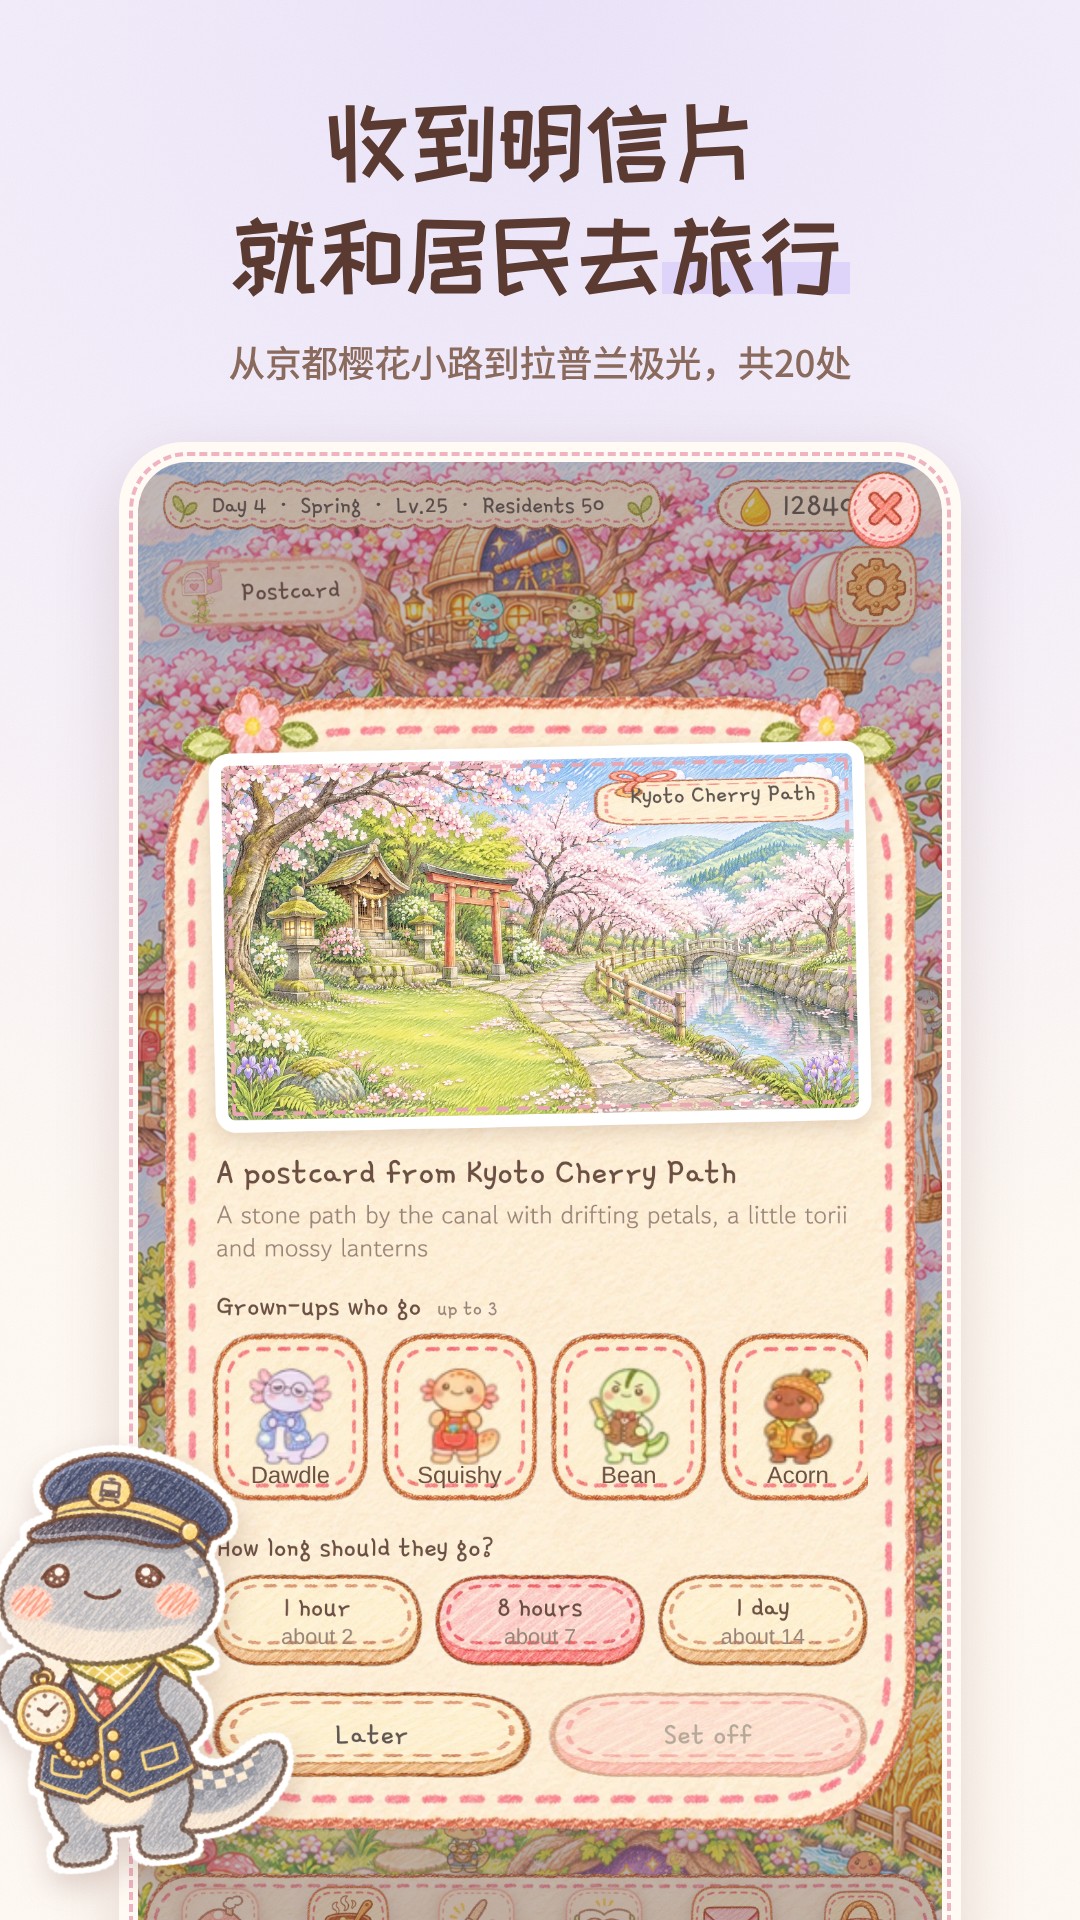 收到明信片
就和居民去旅行
从京都樱花小路到拉普兰极光，共20处
Day 4 · Spring · Lv.25 · Residents 50
Postcard
Kyoto Cherry Path
A postcard from Kyoto Cherry Path
A stone path by the canal with drifting petals, a little torii
and mossy lanterns
Grown-ups who go up to 3
Dawdle Squishy Bean Acorn
How long should they go?
1 hour 8 hours 1 day
about 2 about 7 about 14
Later Set off